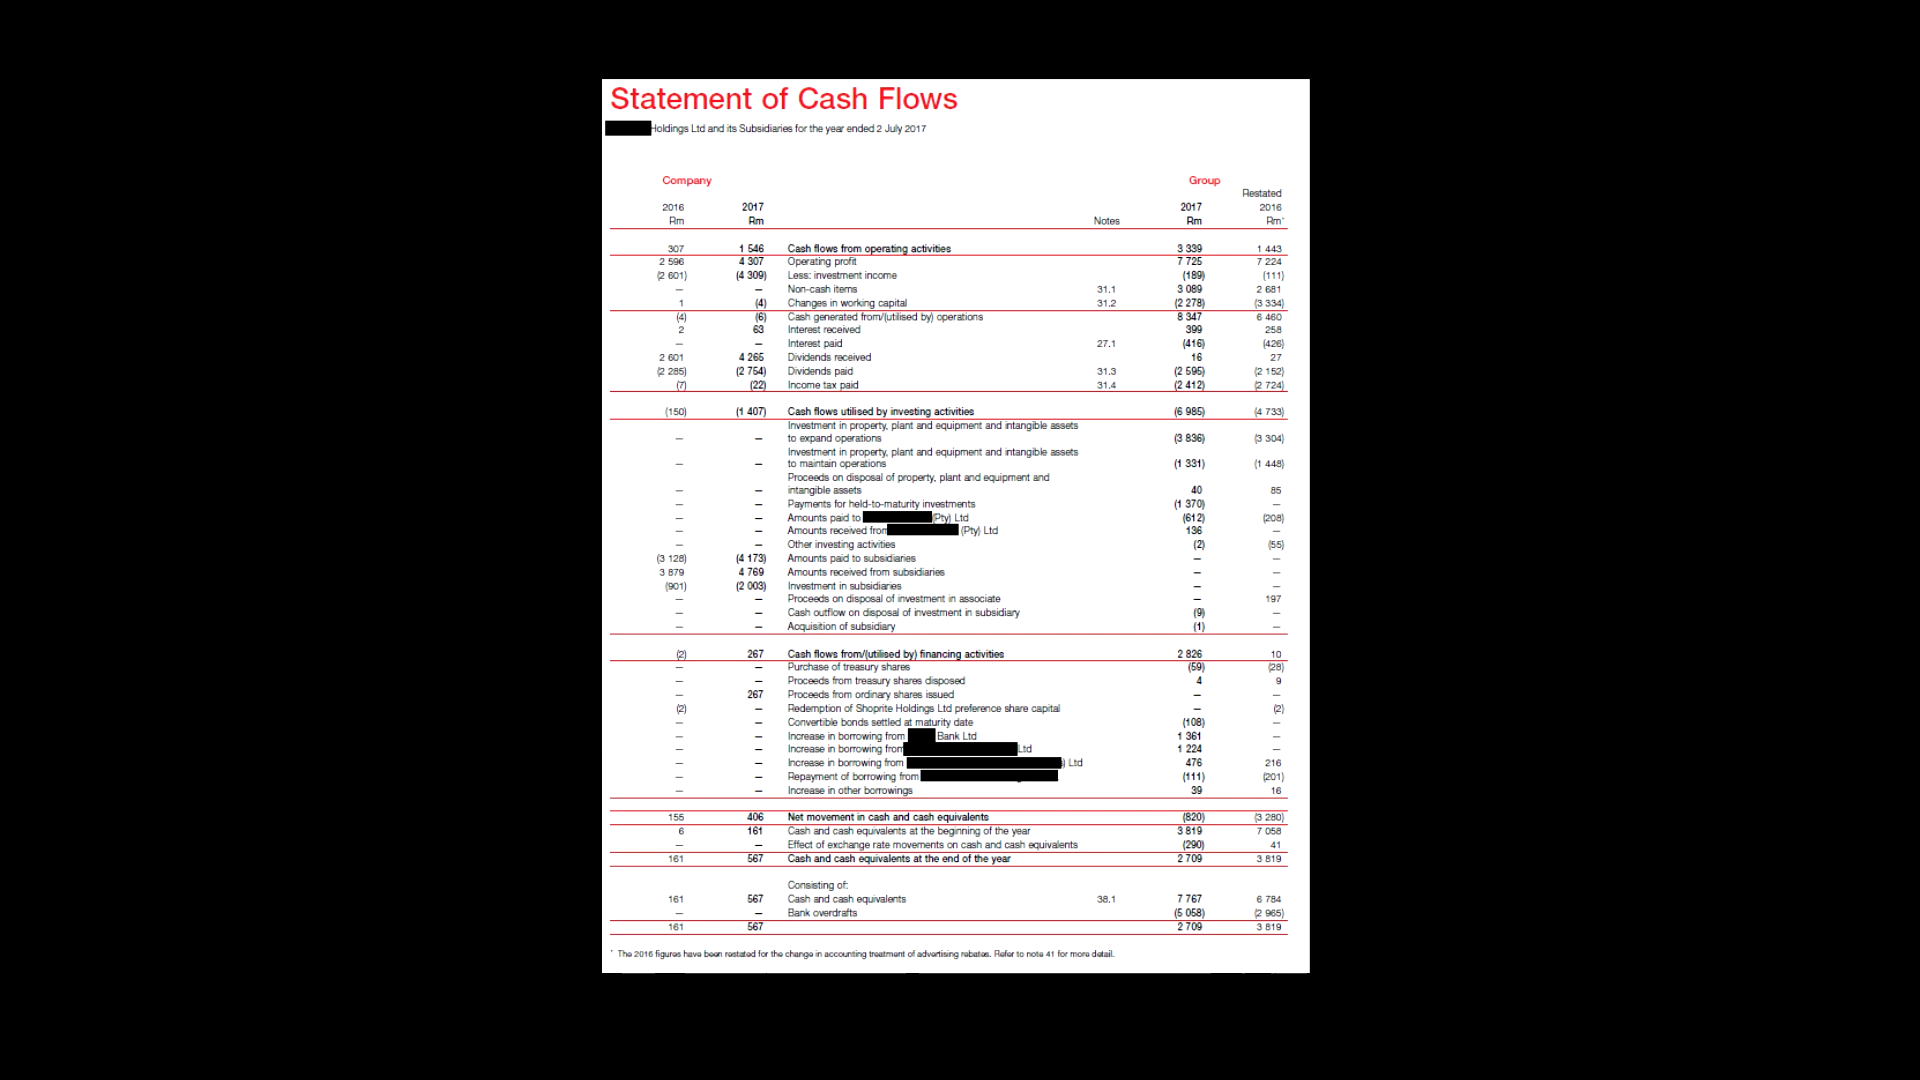 Statement of Cash Flows
Holdings Ltd and its Subsidiaries for the year ended 2 July 2017
Company Group
Restated
2016 2017 2017 2016
Rm Rm Notes Rm Rm*
307 1 546 Cash flows from operating activities 3 339 1 443
2 596 4 307 Operating profit 7 725 7 224
(2 601) (4 309) Less: investment income (189) (111)
— — Non-cash items 31.1 3 089 2 681
1 (4) Changes in working capital 31.2 (2 278) (3 334)
(4) (6) Cash generated from/(utilised by) operations 8 347 6 460
2 63 Interest received 399 258
— — Interest paid 27.1 (416) (426)
2 601 4 265 Dividends received 16 27
(2 285) (2 754) Dividends paid 31.3 (2 595) (2 152)
(7) (22) Income tax paid 31.4 (2 412) (2 724)
(150) (1 407) Cash flows utilised by investing activities (6 985) (4 733)
Investment in property, plant and equipment and intangible assets
— — to expand operations (3 836) (3 304)
Investment in property, plant and equipment and intangible assets
— — to maintain operations (1 331) (1 448)
Proceeds on disposal of property, plant and equipment and
— — intangible assets 40 85
— — Payments for held-to-maturity investments (1 370) —
— — Amounts paid to (Pty) Ltd (612) (208)
— — Amounts received from (Pty) Ltd 136 —
— — Other investing activities (2) (55)
(3 128) (4 173) Amounts paid to subsidiaries — —
3 879 4 769 Amounts received from subsidiaries — —
(901) (2 003) Investment in subsidiaries — —
— — Proceeds on disposal of investment in associate — 197
— — Cash outflow on disposal of investment in subsidiary (9) —
— — Acquisition of subsidiary (1) —
(2) 267 Cash flows from/(utilised by) financing activities 2 826 10
— — Purchase of treasury shares (59) (28)
— — Proceeds from treasury shares disposed 4 9
— 267 Proceeds from ordinary shares issued — —
(2) — Redemption of Shoprite Holdings Ltd preference share capital — (2)
— — Convertible bonds settled at maturity date (108) —
— — Increase in borrowing from Bank Ltd 1 361 —
— — Increase in borrowing from Ltd 1 224 —
— — Increase in borrowing from ) Ltd 476 216
— — Repayment of borrowing from (111) (201)
— — Increase in other borrowings 39 16
155 406 Net movement in cash and cash equivalents (820) (3 280)
6 161 Cash and cash equivalents at the beginning of the year 3 819 7 058
— — Effect of exchange rate movements on cash and cash equivalents (290) 41
161 567 Cash and cash equivalents at the end of the year 2 709 3 819
Consisting of:
161 567 Cash and cash equivalents 38.1 7 767 6 784
— — Bank overdrafts (5 058) (2 965)
161 567 2 709 3 819
* The 2016 figures have been restated for the change in accounting treatment of advertising rebates. Refer to note 41 for more detail.